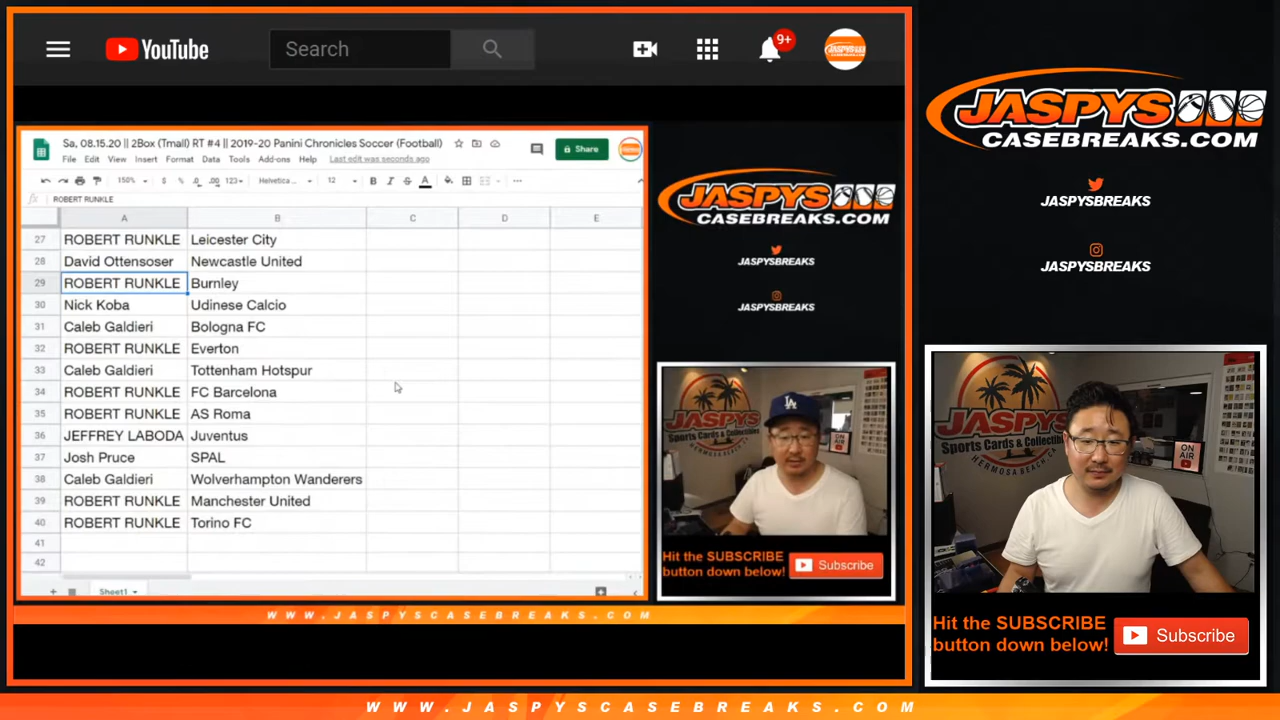 YouTube
Search
9+
Sa, 08.15.20 || 2Box (Tmall) RT #4 || 2019-20 Panini Chronicles Soccer (Football)
File Edit View Insert Format Data Tools Add-ons Help Last edit was seconds ago
Share
150% $ % .0 .00 123 Helvetica... 12 B I S A
fx ROBERT RUNKLE
A B C D E
27 ROBERT RUNKLE Leicester City
28 David Ottensoser Newcastle United
29 ROBERT RUNKLE Burnley
30 Nick Koba Udinese Calcio
31 Caleb Galdieri Bologna FC
32 ROBERT RUNKLE Everton
33 Caleb Galdieri Tottenham Hotspur
34 ROBERT RUNKLE FC Barcelona
35 ROBERT RUNKLE AS Roma
36 JEFFREY LABODA Juventus
37 Josh Pruce SPAL
38 Caleb Galdieri Wolverhampton Wanderers
39 ROBERT RUNKLE Manchester United
40 ROBERT RUNKLE Torino FC
41
42
Sheet1
JASPYS
CASEBREAKS.COM
JASPYSBREAKS
JASPYSBREAKS
JASPYS
Sports Cards & Collectibles
HERMOSA BEACH, CA
ON AIR
LA
Hit the SUBSCRIBE
button down below!
Subscribe
WWW.JASPYSCASEBREAKS.COM
JASPYS
CASEBREAKS.COM
JASPYSBREAKS
JASPYSBREAKS
JASPYS
Sports Cards & Collectibles
HERMOSA BEACH, CA
ON AIR
Hit the SUBSCRIBE
button down below!
Subscribe
WWW.JASPYSCASEBREAKS.COM